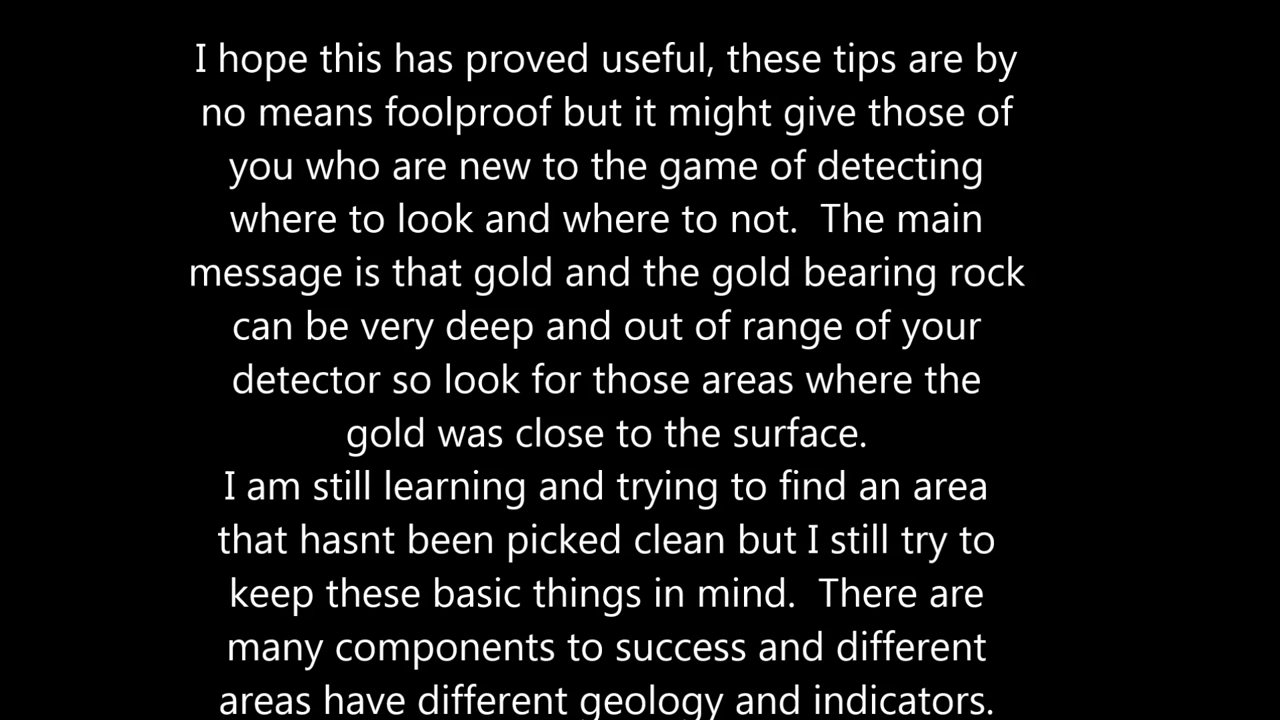 I hope this has proved useful, these tips are by
no means foolproof but it might give those of
you who are new to the game of detecting
where to look and where to not.  The main
message is that gold and the gold bearing rock
can be very deep and out of range of your
detector so look for those areas where the
gold was close to the surface.
I am still learning and trying to find an area
that hasnt been picked clean but I still try to
keep these basic things in mind.  There are
many components to success and different
areas have different geology and indicators.